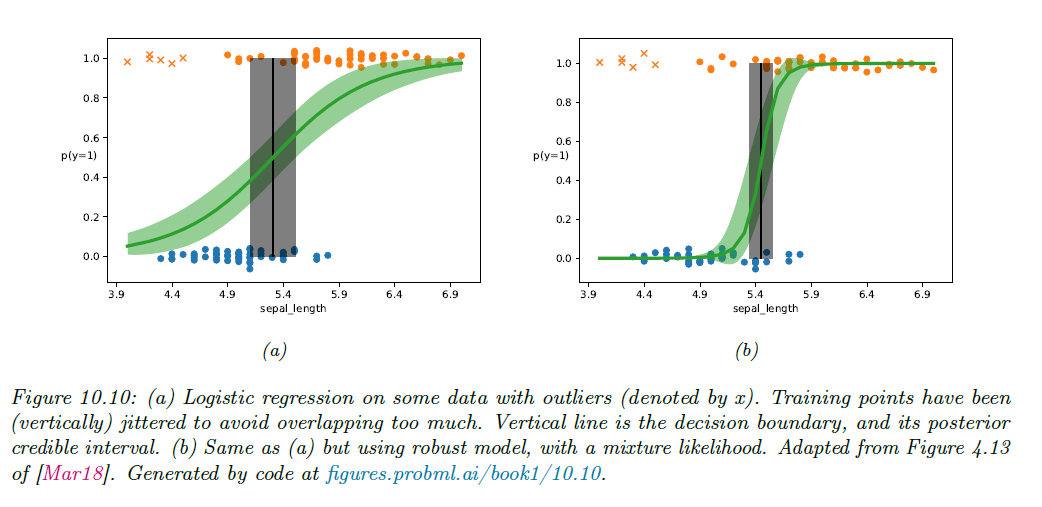 1.0
0.8
0.6
p(y=1)
0.4
0.2
0.0
3.9 4.4 4.9 5.4 5.9 6.4 6.9
sepal_length
(a)
1.0
0.8
0.6
p(y=1)
0.4
0.2
0.0
3.9 4.4 4.9 5.4 5.9 6.4 6.9
sepal_length
(b)
Figure 10.10: (a) Logistic regression on some data with outliers (denoted by x). Training points have been
(vertically) jittered to avoid overlapping too much. Vertical line is the decision boundary, and its posterior
credible interval. (b) Same as (a) but using robust model, with a mixture likelihood. Adapted from Figure 4.13
of [Mar18]. Generated by code at figures.probml.ai/book1/10.10.